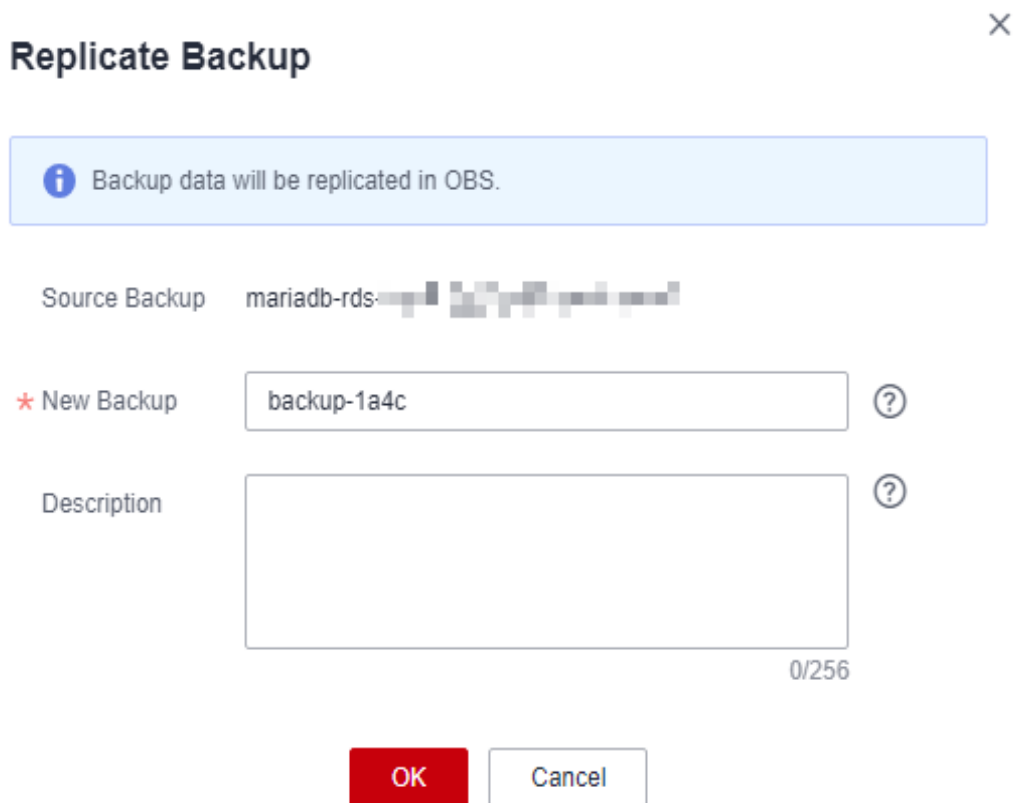 Replicate Backup
Backup data will be replicated in OBS.
Source Backup mariadb-rds-
* New Backup backup-1a4c
Description
0/256
OK Cancel